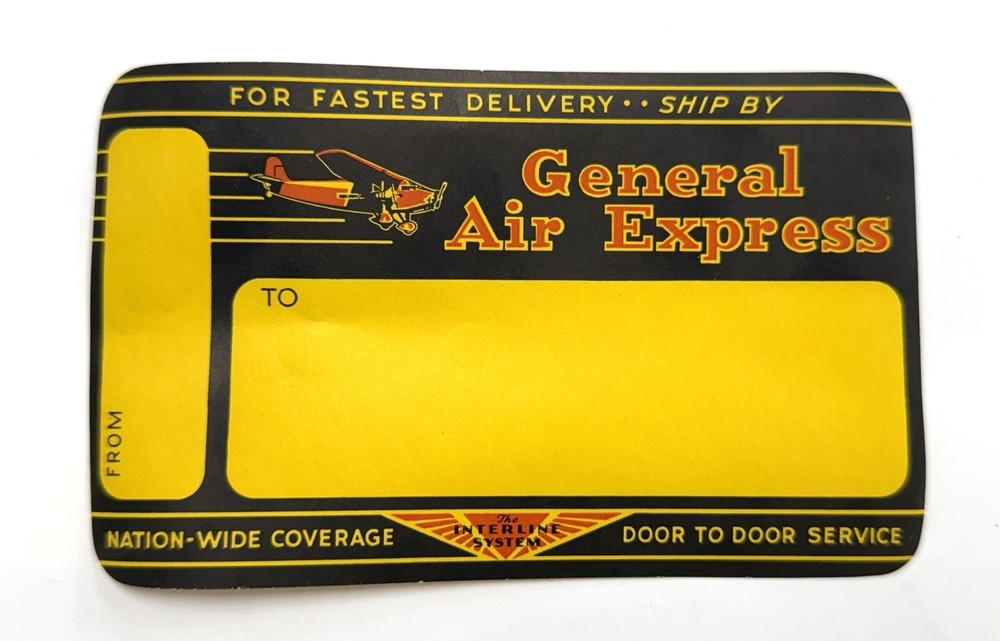 FOR FASTEST DELIVERY •• SHIP BY
General
Air Express
TO
FROM
NATION-WIDE COVERAGE
The
INTERLINE
SYSTEM
DOOR TO DOOR SERVICE